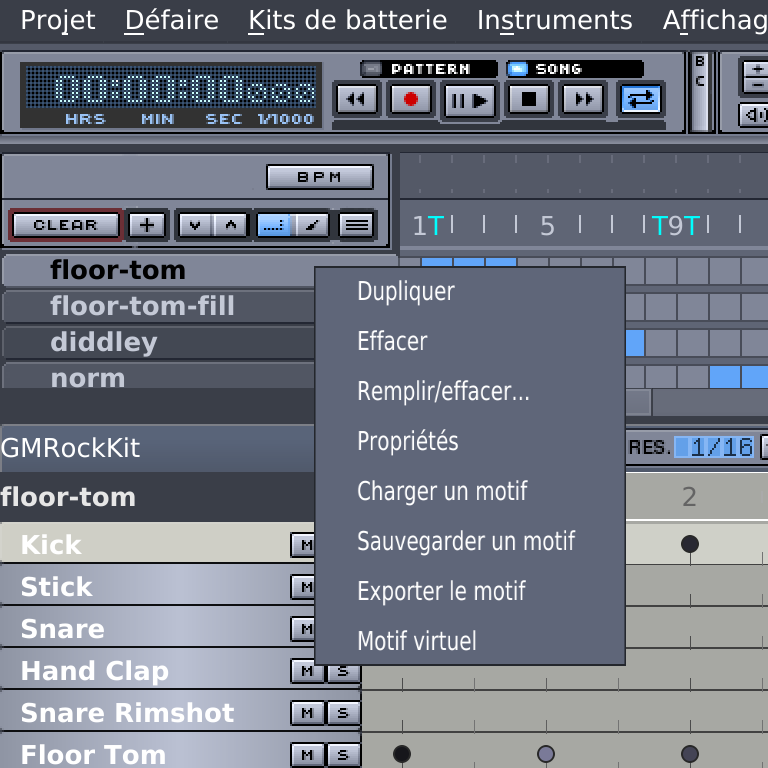 Projet Défaire Kits de batterie Instruments Affichag
PATTERN SONG
00:00:00000
HRS MIN SEC 1/1000
B
C
BPM
CLEAR
1T 5 T9T
floor-tom
floor-tom-fill
diddley
norm
Dupliquer
Effacer
Remplir/effacer...
Propriétés
Charger un motif
Sauvegarder un motif
Exporter le motif
Motif virtuel
GMRockKit
RES. 1/16
floor-tom
2
Kick M
Stick M
Snare M
Hand Clap M S
Snare Rimshot M S
Floor Tom M S